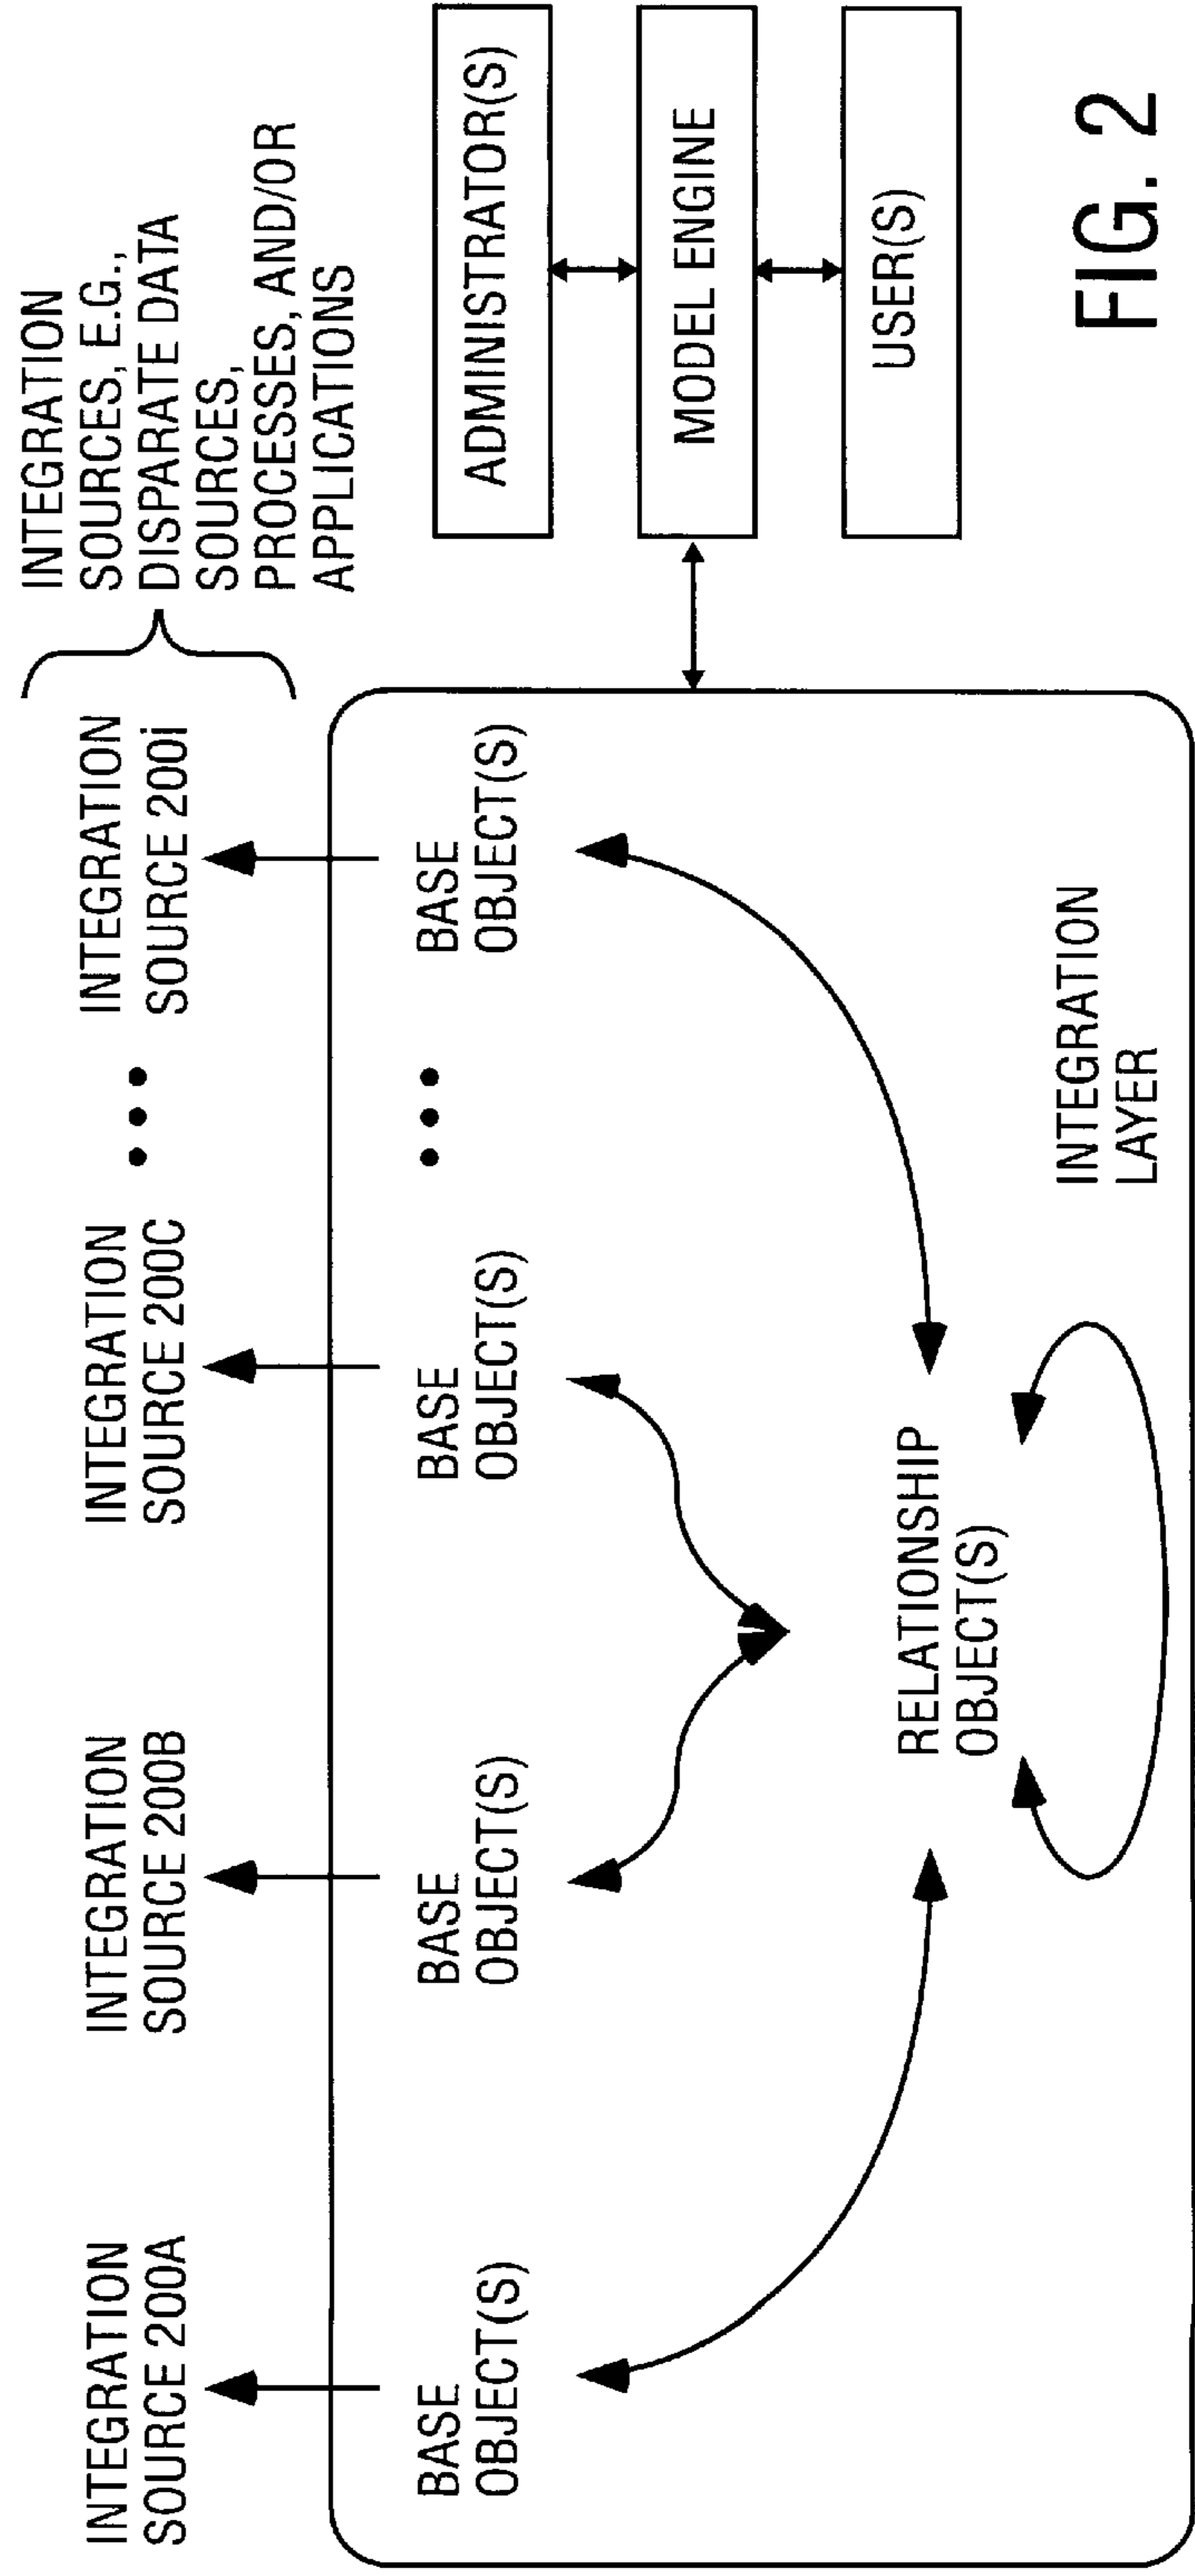 INTEGRATION
SOURCE 200A
INTEGRATION
SOURCE 200B
INTEGRATION
SOURCE 200C
INTEGRATION
SOURCE 200i
INTEGRATION
SOURCES, E.G.,
DISPARATE DATA
SOURCES,
PROCESSES, AND/OR
APPLICATIONS
BASE
OBJECT(S)
BASE
OBJECT(S)
BASE
OBJECT(S)
BASE
OBJECT(S)
RELATIONSHIP
OBJECT(S)
INTEGRATION
LAYER
ADMINISTRATOR(S)
MODEL ENGINE
USER(S)
FIG. 2